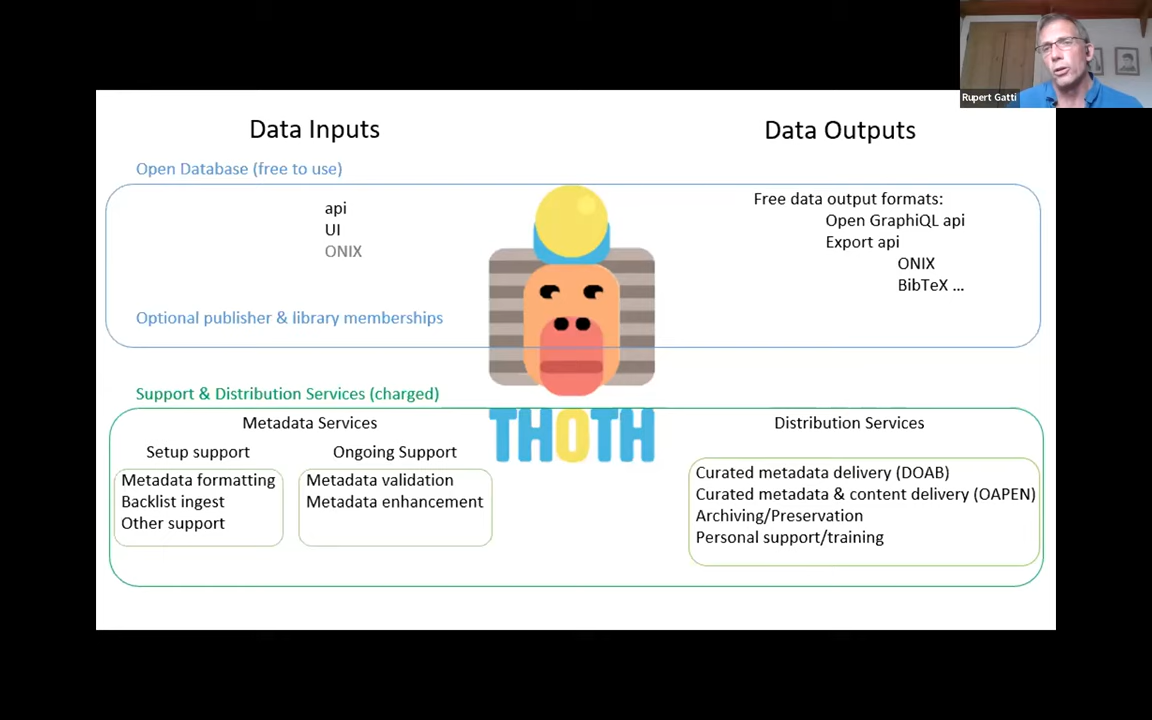 Rupert Gatti
Data Inputs
Data Outputs
Open Database (free to use)
api
UI
ONIX
Optional publisher & library memberships
Free data output formats:
Open GraphiQL api
Export api
ONIX
BibTeX ...
THOTH
Support & Distribution Services (charged)
Metadata Services
Setup support
Metadata formatting
Backlist ingest
Other support
Ongoing Support
Metadata validation
Metadata enhancement
Distribution Services
Curated metadata delivery (DOAB)
Curated metadata & content delivery (OAPEN)
Archiving/Preservation
Personal support/training